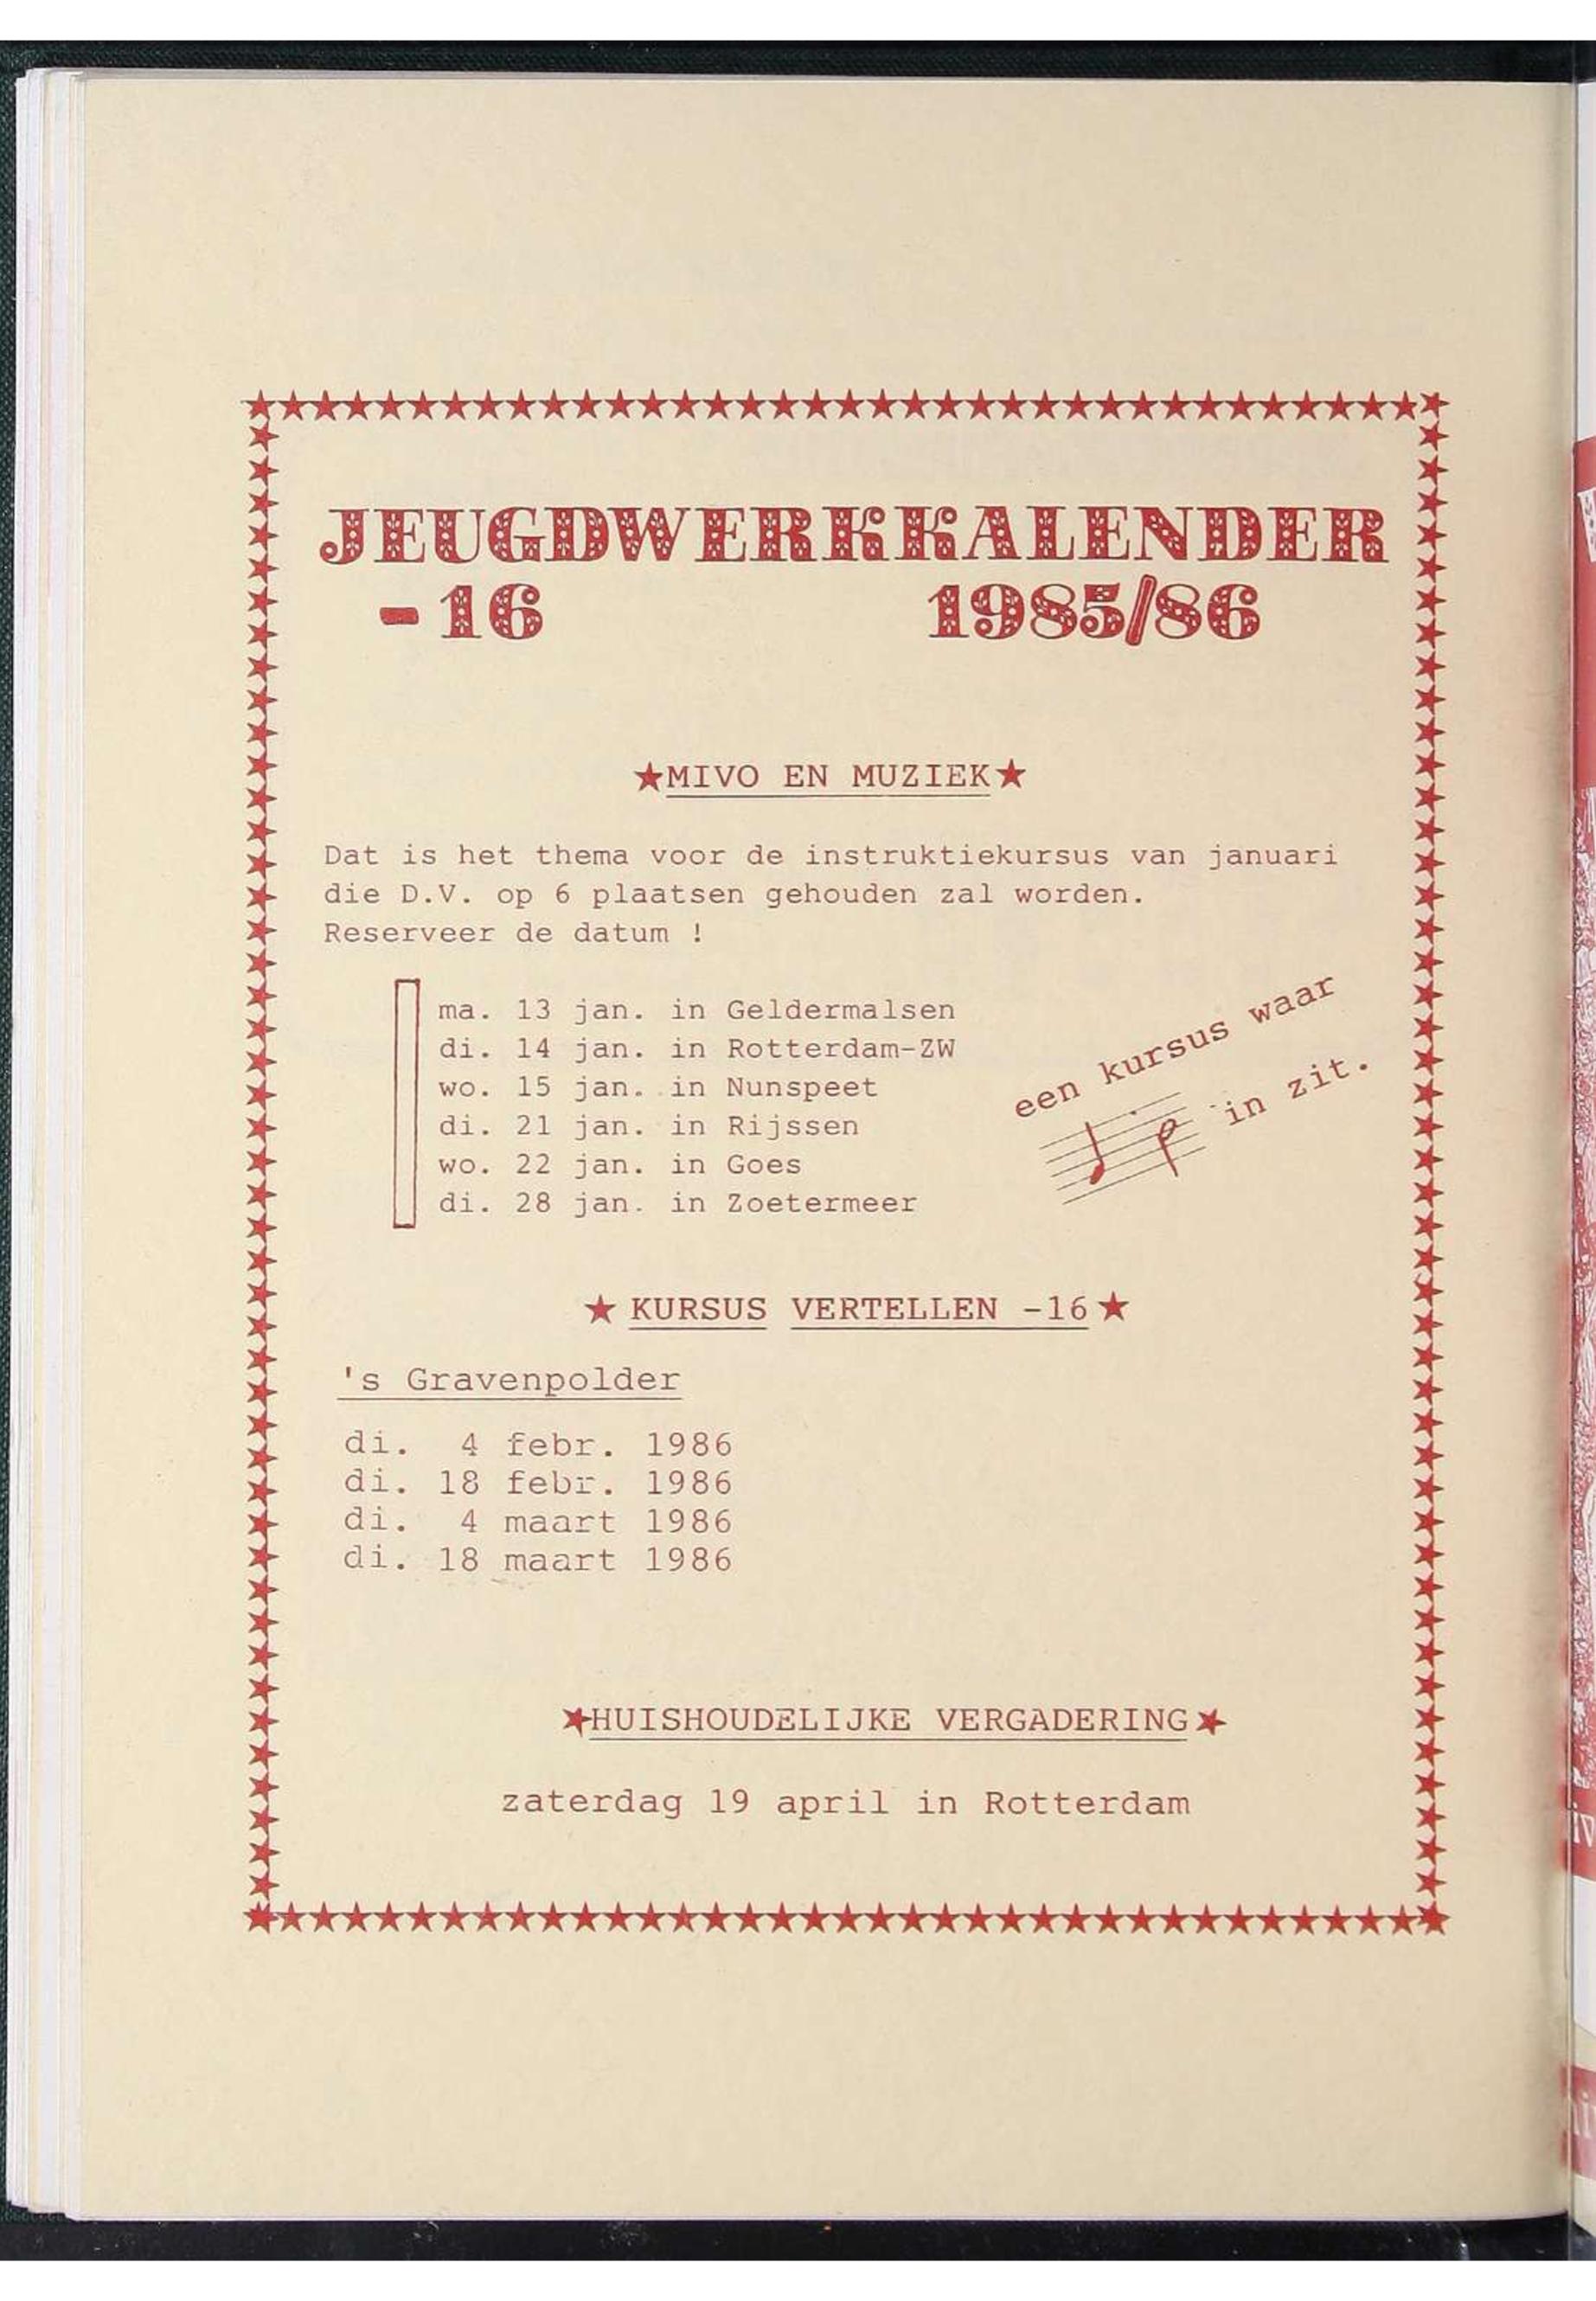 JEUGDWERKKALENDER
-16 1985/86
★MIVO EN MUZIEK★
Dat is het thema voor de instruktiekursus van januari
die D.V. op 6 plaatsen gehouden zal worden.
Reserveer de datum !
ma. 13 jan. in Geldermalsen
di. 14 jan. in Rotterdam-ZW
wo. 15 jan. in Nunspeet
di. 21 jan. in Rijssen
wo. 22 jan. in Goes
di. 28 jan. in Zoetermeer
een kursus waar
in zit.
★ KURSUS VERTELLEN -16 ★
's Gravenpolder
di. 4 febr. 1986
di. 18 febr. 1986
di. 4 maart 1986
di. 18 maart 1986
★HUISHOUDELIJKE VERGADERING★
zaterdag 19 april in Rotterdam